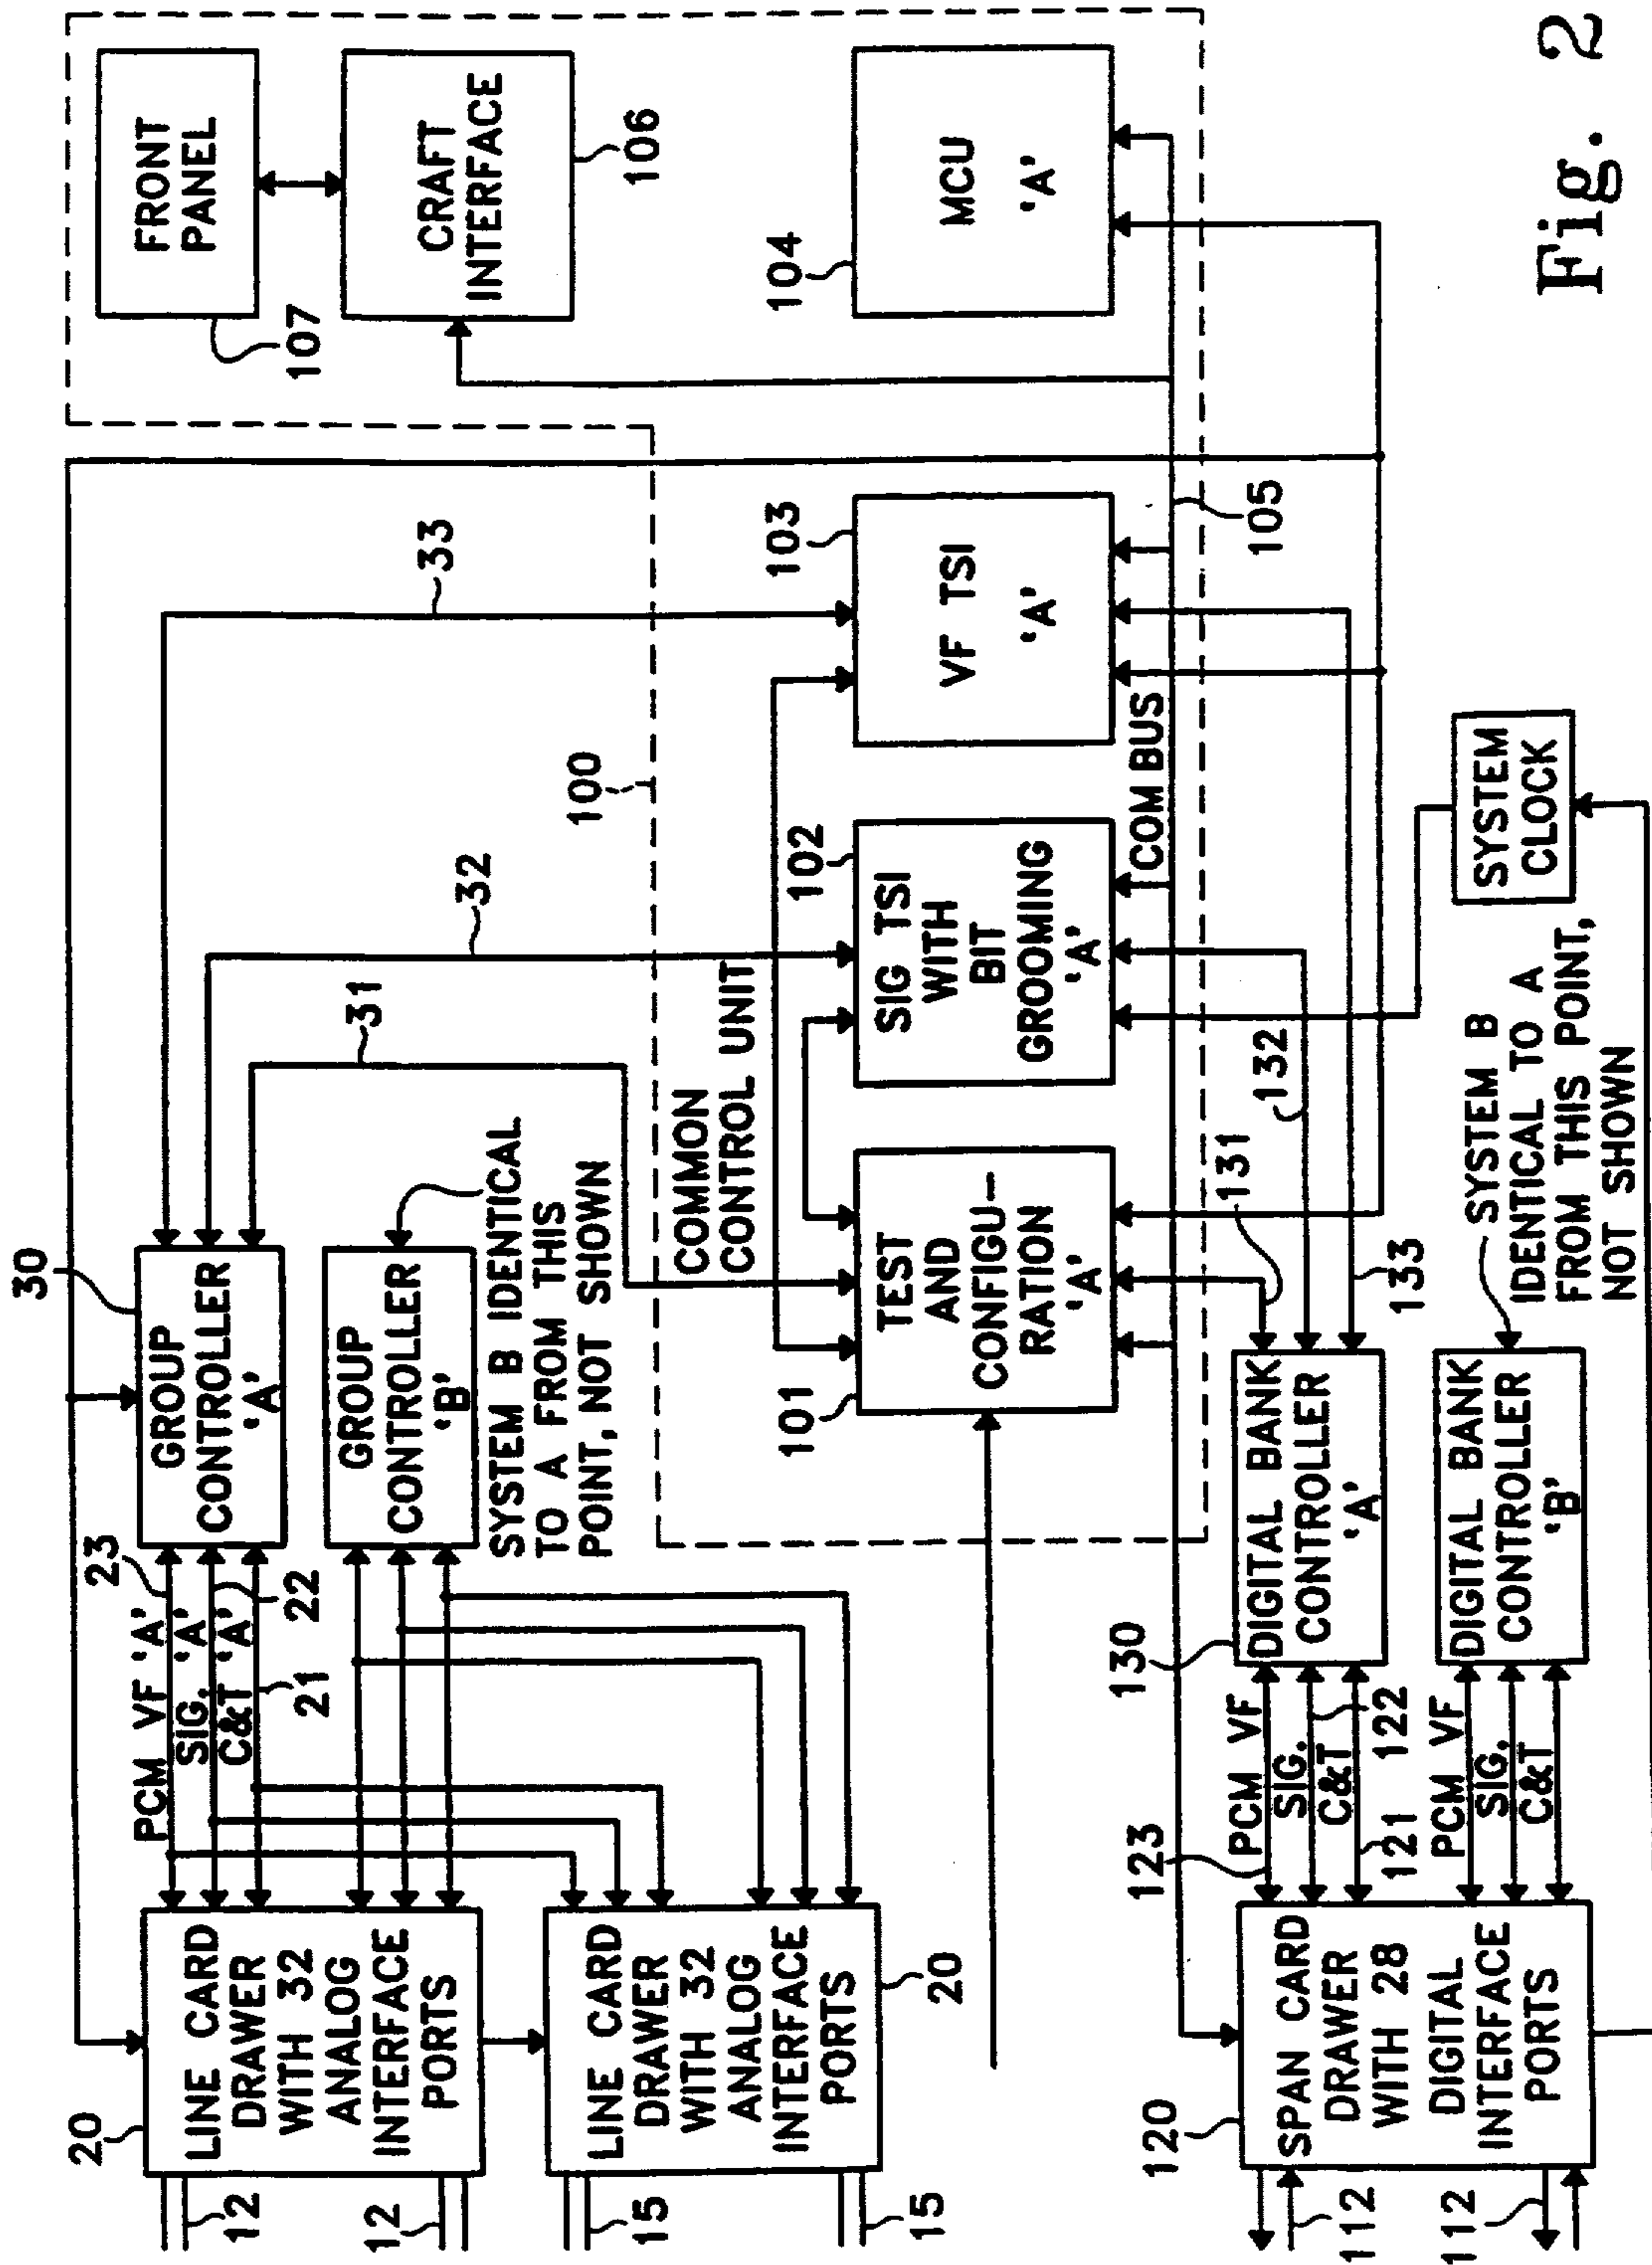 20
LINE CARD
DRAWER
WITH 32
ANALOG
INTERFACE
PORTS
12
12
LINE CARD
DRAWER
WITH 32
ANALOG
INTERFACE
PORTS
20
15
15
PCM VF 'A'
SIG. 'A'
C&T 'A'
23
22
21
30
GROUP
CONTROLLER
'A'
GROUP
CONTROLLER
'B'
SYSTEM B IDENTICAL
TO A FROM THIS
POINT, NOT SHOWN
31
32
33
100
COMMON
CONTROL UNIT
101
TEST
AND
CONFIGU-
RATION
'A'
102
SIG TSI
WITH
BIT
GROOMING
'A'
103
VF TSI
'A'
104
MCU
'A'
COM BUS
105
107
FRONT
PANEL
CRAFT
INTERFACE
106
120
SPAN CARD
DRAWER
WITH 28
DIGITAL
INTERFACE
PORTS
112
112
123
PCM VF
SIG.
C&T
121
122
PCM VF
SIG.
C&T
130
DIGITAL BANK
CONTROLLER
'A'
DIGITAL BANK
CONTROLLER
'B'
131
132
133
SYSTEM B
IDENTICAL TO A
FROM THIS POINT,
NOT SHOWN
SYSTEM
CLOCK
Fig. 2